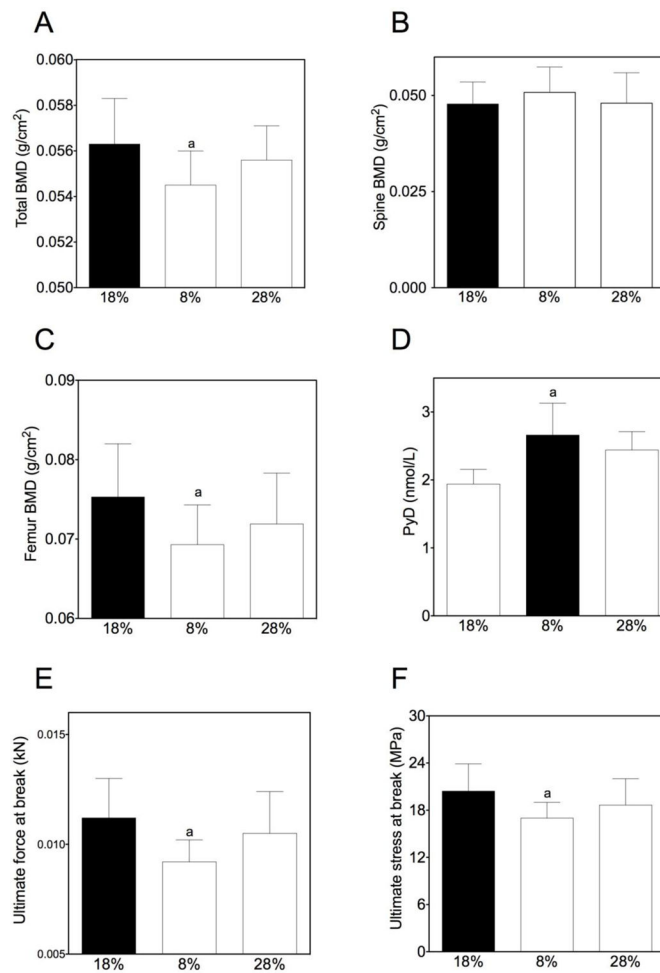 A
Total BMD (g/cm²)
0.060
0.058
0.056
0.054
0.052
0.050
a
18% 8% 28%
B
Spine BMD (g/cm²)
0.050
0.025
0.000
18% 8% 28%
C
Femur BMD (g/cm²)
0.09
0.08
0.07
0.06
a
18% 8% 28%
D
PyD (nmol/L)
3
2
1
0
a
18% 8% 28%
E
Ultimate force at break (kN)
0.015
0.010
0.005
a
18% 8% 28%
F
Ultimate stress at break (MPa)
30
24
18
12
6
0
a
18% 8% 28%